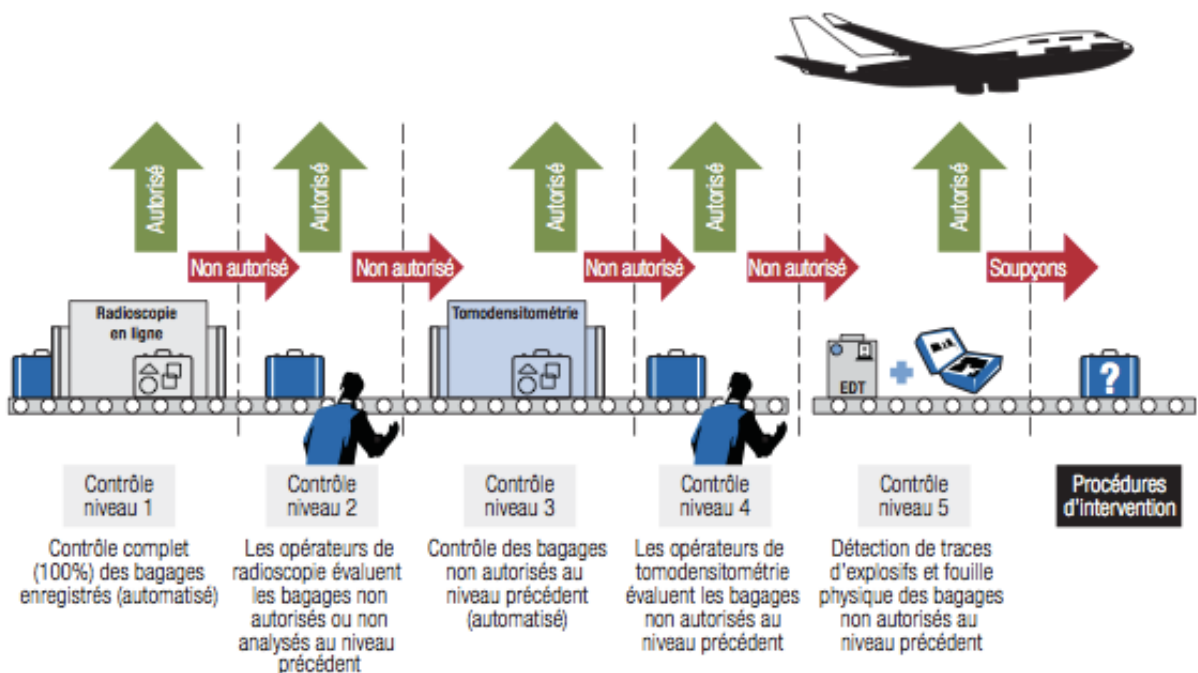 Autorisé
Autorisé
Autorisé
Autorisé
Autorisé
Non autorisé
Non autorisé
Non autorisé
Non autorisé
Soupçons
Radioscopie
en ligne
Tomodensitométrie
EDT
?
Contrôle
niveau 1
Contrôle complet
(100%) des bagages
enregistrés (automatisé)
Contrôle
niveau 2
Les opérateurs de
radioscopie évaluent
les bagages non
autorisés ou non
analysés au niveau
précédent
Contrôle
niveau 3
Contrôle des bagages
non autorisés au
niveau précédent
(automatisé)
Contrôle
niveau 4
Les opérateurs de
tomodensitométrie
évaluent les bagages
non autorisés au
niveau précédent
Contrôle
niveau 5
Détection de traces
d'explosifs et fouille
physique des bagages
non autorisés au
niveau précédent
Procédures
d'intervention